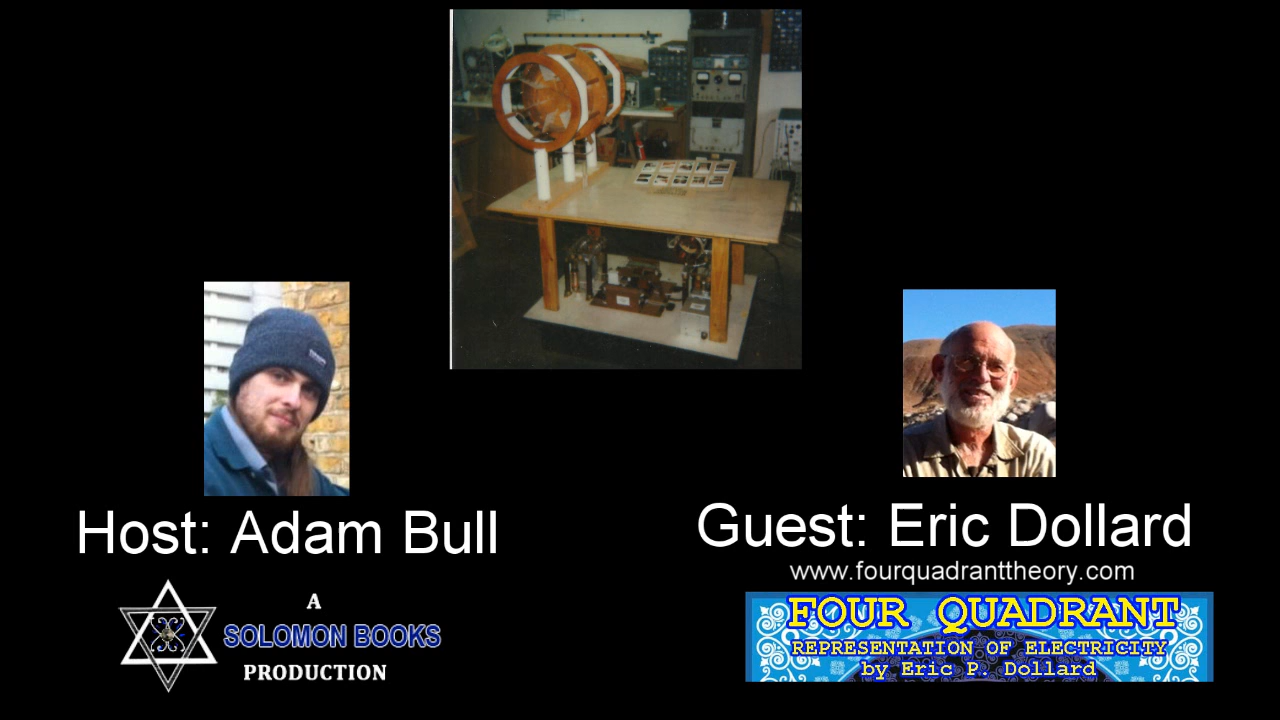 Host: Adam Bull
A
SOLOMON BOOKS
PRODUCTION
Guest: Eric Dollard
www.fourquadranttheory.com
FOUR QUADRANT
REPRESENTATION OF ELECTRICITY
by Eric P. Dollard